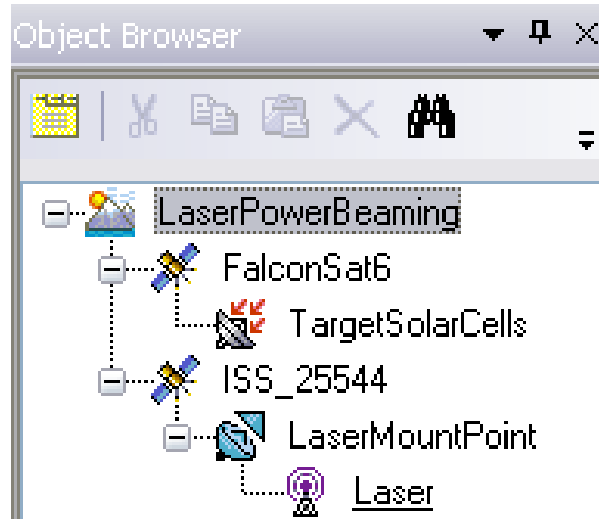 Object Browser
LaserPowerBeaming
FalconSat6
TargetSolarCells
ISS_25544
LaserMountPoint
Laser